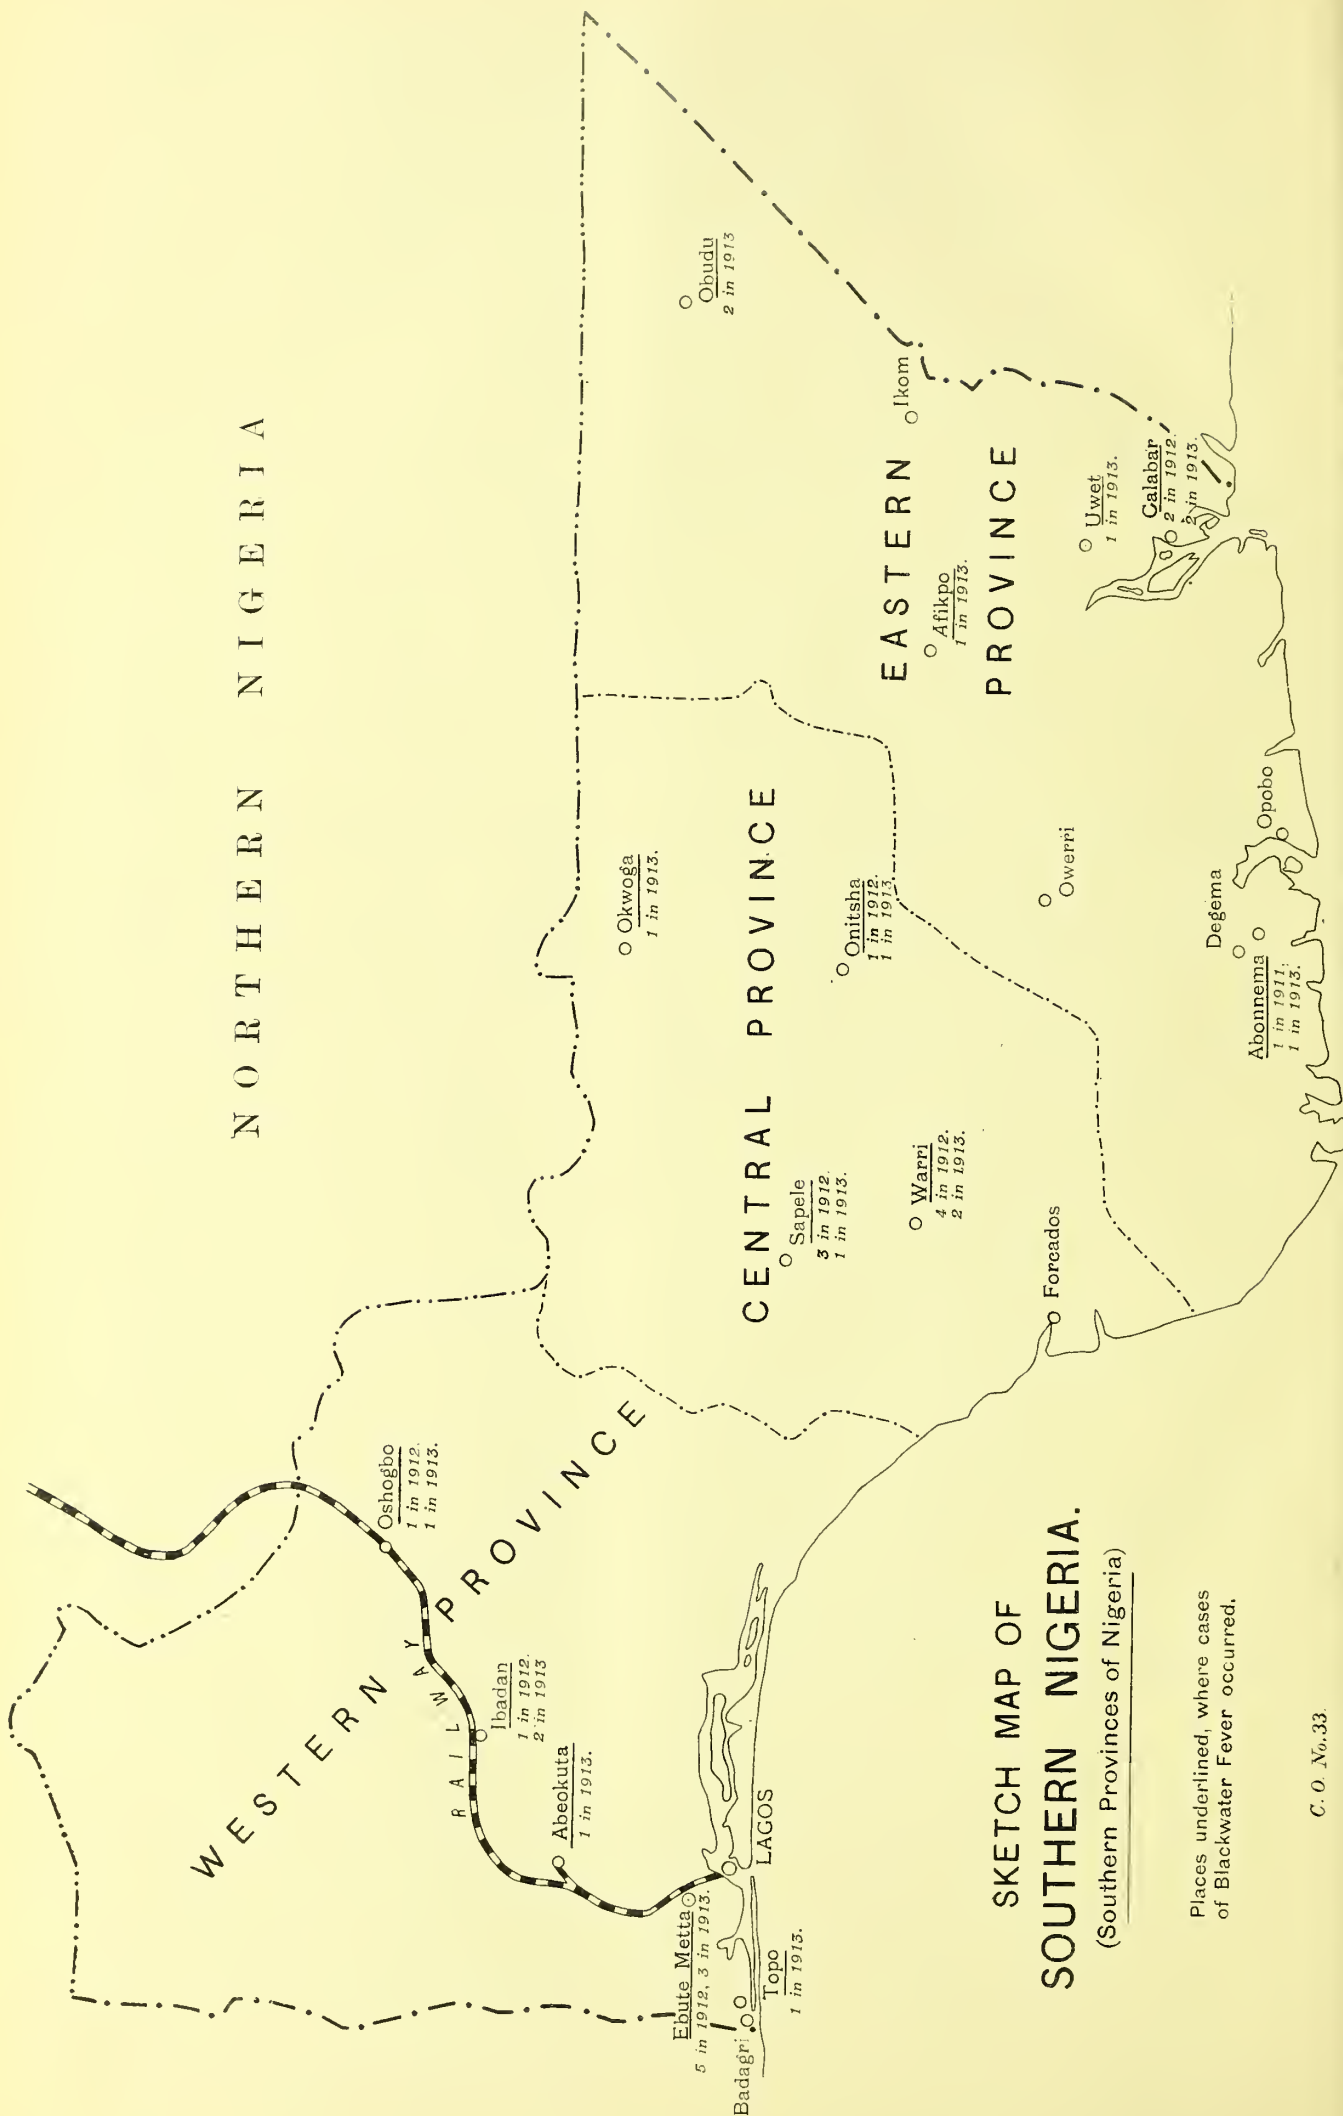 NORTHERN NIGERIA
WESTERN PROVINCE
RAILWAY
Oshogbo
1 in 1912.
1 in 1913.
Ibadan
1 in 1912.
2 in 1913
Abeokuta
1 in 1913.
Ebute Metta
5 in 1912, 3 in 1913.
LAGOS
Badagri
Topo
1 in 1913.
CENTRAL PROVINCE
Okwoga
1 in 1913.
Onitsha
1 in 1912.
1 in 1913
Sapele
3 in 1912.
1 in 1913.
Warri
4 in 1912.
2 in 1913.
Forcados
EASTERN
PROVINCE
Obudu
2 in 1913
Ikom
Afikpo
1 in 1913.
Uwet
1 in 1913.
Calabar
2 in 1912.
2 in 1913.
Owerri
Opobo
Degema
Abonnema
1 in 1911.
1 in 1913.
SKETCH MAP OF
SOUTHERN NIGERIA.
(Southern Provinces of Nigeria)
Places underlined, where cases
of Blackwater Fever occurred.
C. O. No. 33.